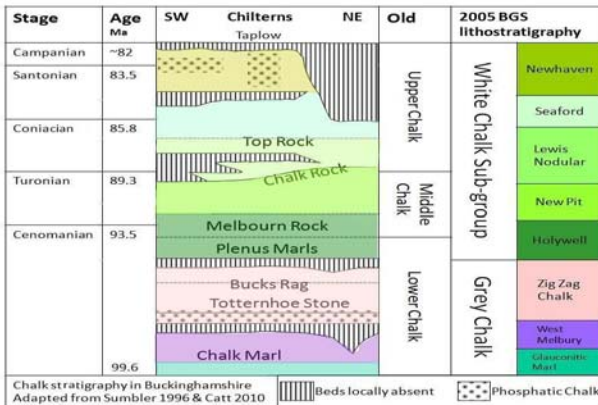 Stage
Age
Ma
SW Chilterns NE
Taplow
Old
2005 BGS
lithostratigraphy
Campanian
~82
Santonian
83.5
Coniacian
85.8
Turonian
89.3
Cenomanian
93.5
99.6
Top Rock
Chalk Rock
Melbourn Rock
Plenus Marls
Bucks Rag
Totternhoe Stone
Chalk Marl
Upper Chalk
Middle
Chalk
Lower Chalk
White Chalk Sub-group
Grey Chalk
Newhaven
Seaford
Lewis
Nodular
New Pit
Holywell
Zig Zag
Chalk
West
Melbury
Glauconitic
Marl
Chalk stratigraphy in Buckinghamshire
Adapted from Sumbler 1996 & Catt 2010
Beds locally absent
Phosphatic Chalk